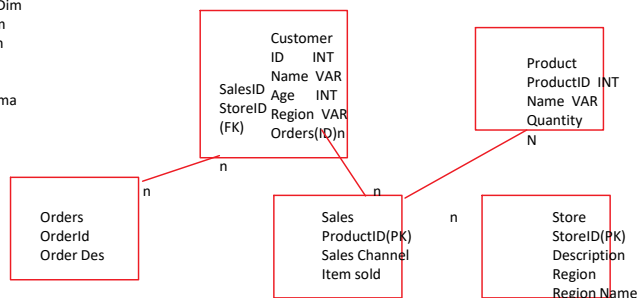 Dim
Customer
ID INT
Name VAR
Age INT
Region VAR
Orders(ID)n
SalesID
StoreID
(FK)
n
Product
ProductID INT
Name VAR
Quantity
N
n
n
n
Orders
OrderId
Order Des
Sales
ProductID(PK)
Sales Channel
Item sold
Store
StoreID(PK)
Description
Region
Region Name